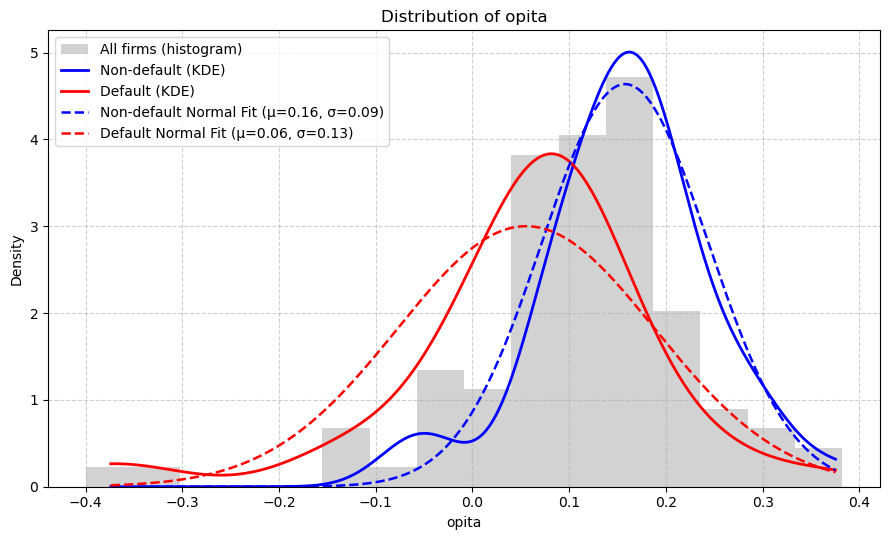 Distribution of opita
All firms (histogram)
Non-default (KDE)
Default (KDE)
Non-default Normal Fit (μ=0.16, σ=0.09)
Default Normal Fit (μ=0.06, σ=0.13)
Density
5
4
3
2
1
0
−0.4 −0.3 −0.2 −0.1 0.0 0.1 0.2 0.3 0.4
opita